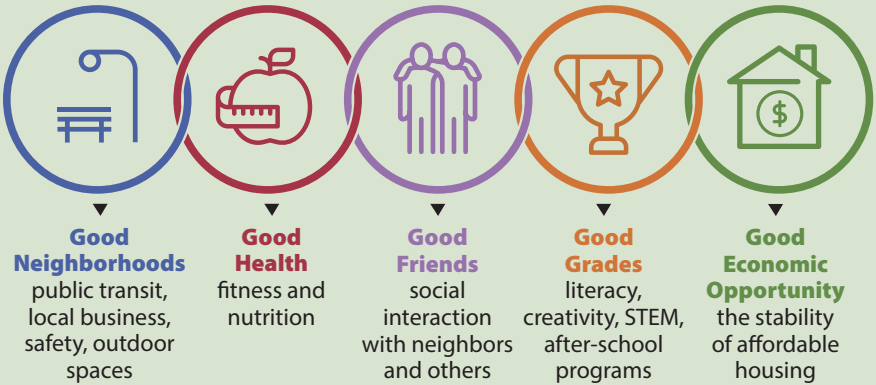 Good
Neighborhoods
public transit,
local business,
safety, outdoor
spaces
Good
Health
fitness and
nutrition
Good
Friends
social
interaction
with neighbors
and others
Good
Grades
literacy,
creativity, STEM,
after-school
programs
$
Good
Economic
Opportunity
the stability
of affordable
housing